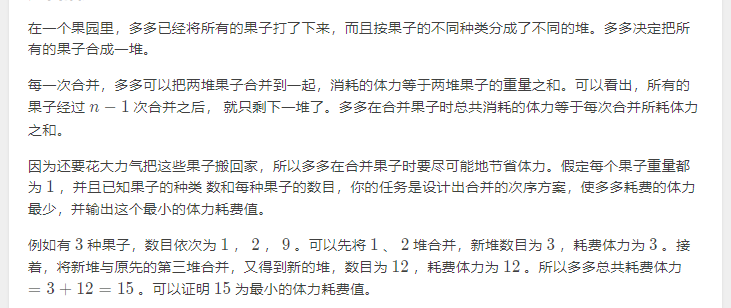 在一个果园里，多多已经将所有的果子打了下来，而且按果子的不同种类分成了不同的堆。多多决定把所
有的果子合成一堆。
每一次合并，多多可以把两堆果子合并到一起，消耗的体力等于两堆果子的重量之和。可以看出，所有的
果子经过 n − 1 次合并之后， 就只剩下一堆了。多多在合并果子时总共消耗的体力等于每次合并所耗体力
之和。
因为还要花大力气把这些果子搬回家，所以多多在合并果子时要尽可能地节省体力。假定每个果子重量都
为 1 ，并且已知果子的种类 数和每种果子的数目，你的任务是设计出合并的次序方案，使多多耗费的体力
最少，并输出这个最小的体力耗费值。
例如有 3 种果子，数目依次为 1 ， 2 ， 9 。可以先将 1 、 2 堆合并，新堆数目为 3 ，耗费体力为 3 。接
着，将新堆与原先的第三堆合并，又得到新的堆，数目为 12 ，耗费体力为 12 。所以多多总共耗费体力
= 3 + 12 = 15 。可以证明 15 为最小的体力耗费值。